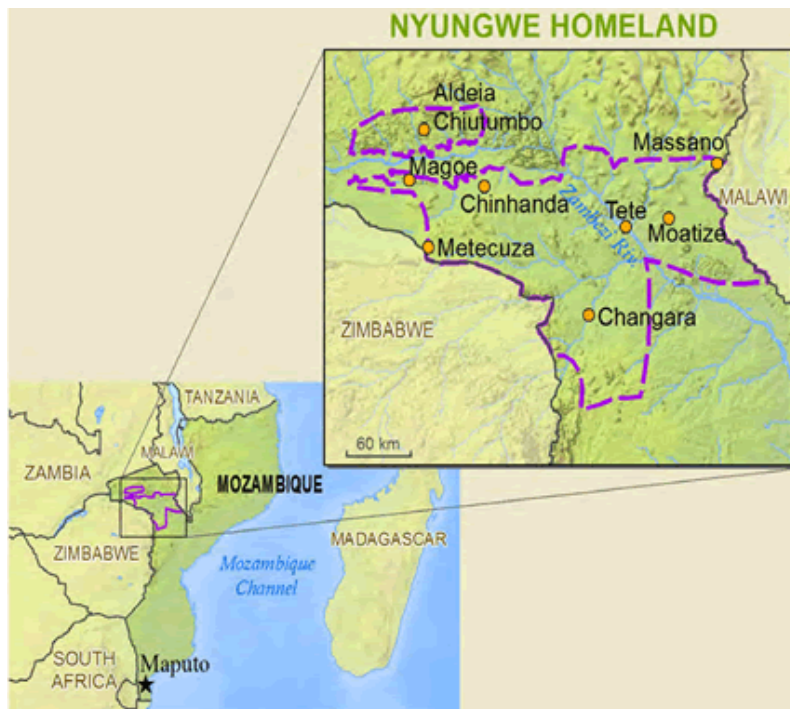 NYUNGWE HOMELAND
Aldeia
Chiutumbo
Massano
Magoe
MALAWI
Chinhanda
Tete
Moatize
Zambezi Riv.
Metecuza
ZIMBABWE
Changara
60 km
TANZANIA
MALAWI
ZAMBIA
MOZAMBIQUE
ZIMBABWE
MADAGASCAR
Mozambique
Channel
SOUTH
AFRICA
Maputo